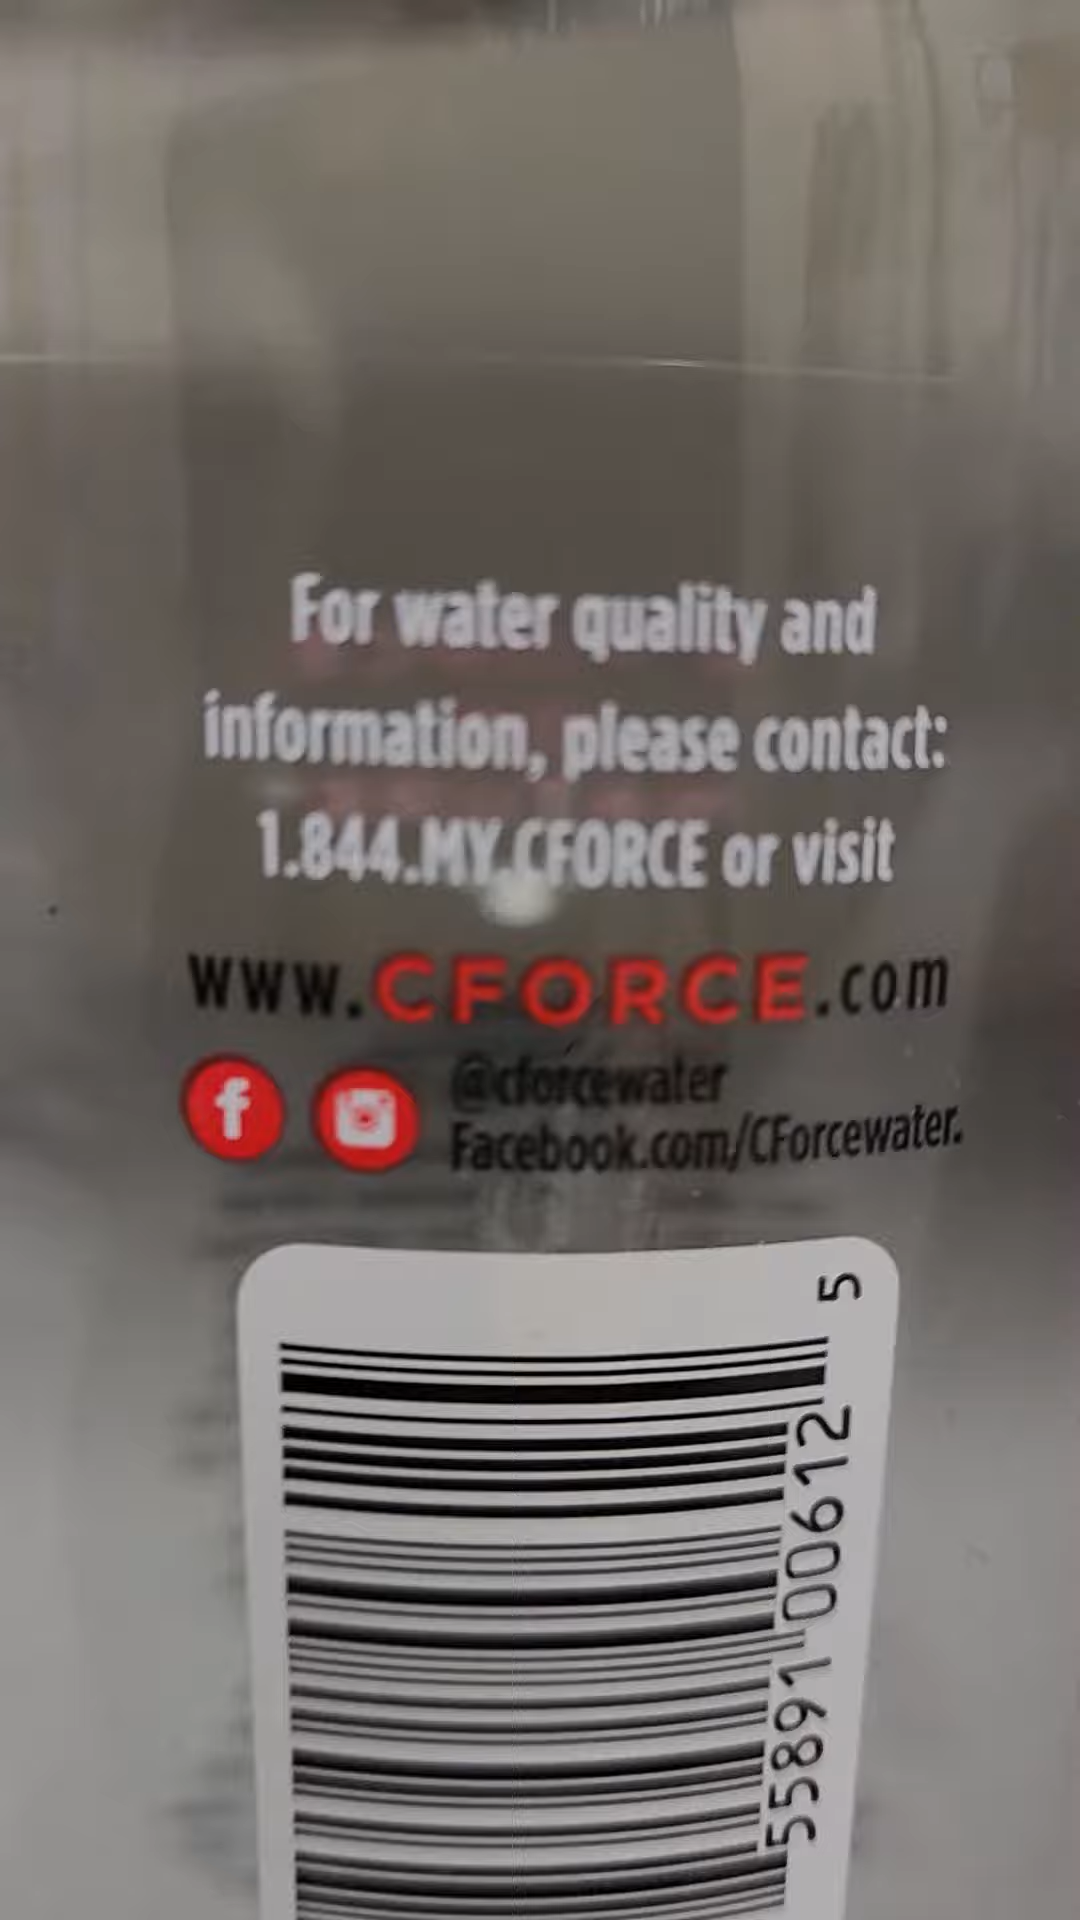 For water quality and
information, please contact:
1.844.MY.CFORCE or visit
www.CFORCE.com
@cforcewater
Facebook.com/CForcewater.
55891 00612 5